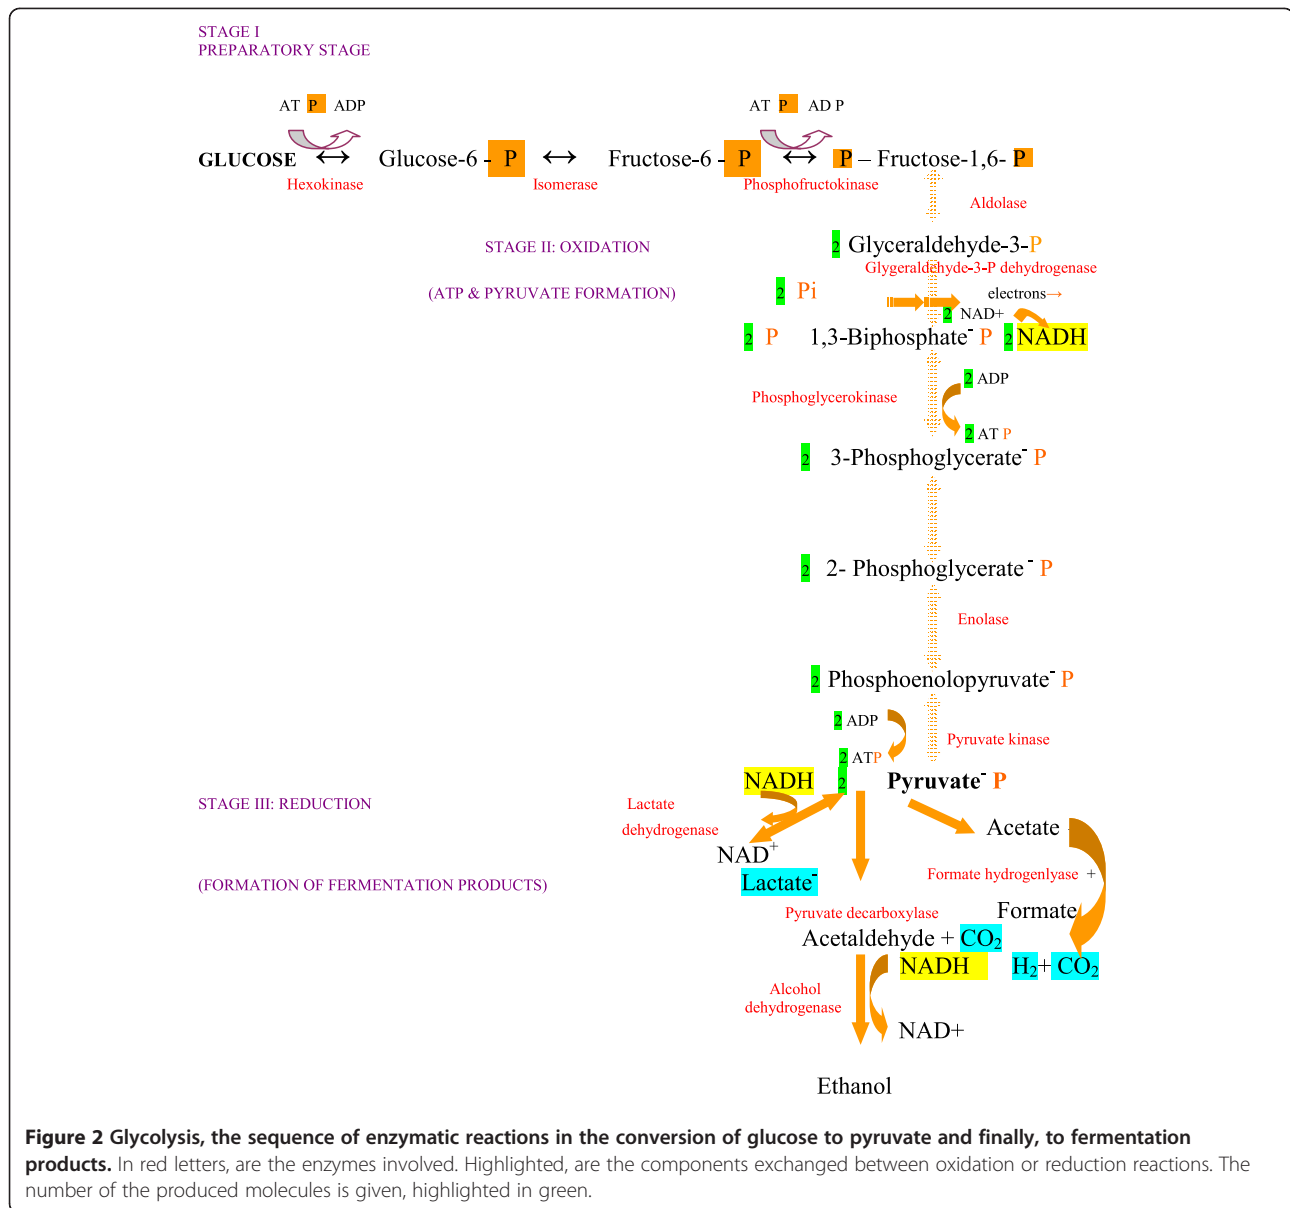 STAGE I
PREPARATORY STAGE
AT P ADP
AT P AD P
GLUCOSE ↔ Glucose-6 - P ↔ Fructose-6 - P ↔ P – Fructose-1,6- P
Hexokinase Isomerase Phosphofructokinase
Aldolase
STAGE II: OXIDATION 2 Glyceraldehyde-3-P
Glygeraldehyde-3-P dehydrogenase
(ATP & PYRUVATE FORMATION) 2 Pi electrons→
2 NAD+
2 P 1,3-Biphosphate⁻ P 2 NADH
2 ADP
Phosphoglycerokinase
2 AT P
2 3-Phosphoglycerate⁻ P
2 2- Phosphoglycerate⁻ P
Enolase
2 Phosphoenolopyruvate⁻ P
2 ADP
Pyruvate kinase
2 ATP
NADH 2 Pyruvate⁻ P
STAGE III: REDUCTION Lactate
dehydrogenase Acetate
NAD⁺
(FORMATION OF FERMENTATION PRODUCTS) Lactate⁻ Formate hydrogenlyase +
Pyruvate decarboxylase Formate
Acetaldehyde + CO₂
NADH H₂+ CO₂
Alcohol
dehydrogenase
NAD+
Ethanol
Figure 2 Glycolysis, the sequence of enzymatic reactions in the conversion of glucose to pyruvate and finally, to fermentation
products. In red letters, are the enzymes involved. Highlighted, are the components exchanged between oxidation or reduction reactions. The
number of the produced molecules is given, highlighted in green.